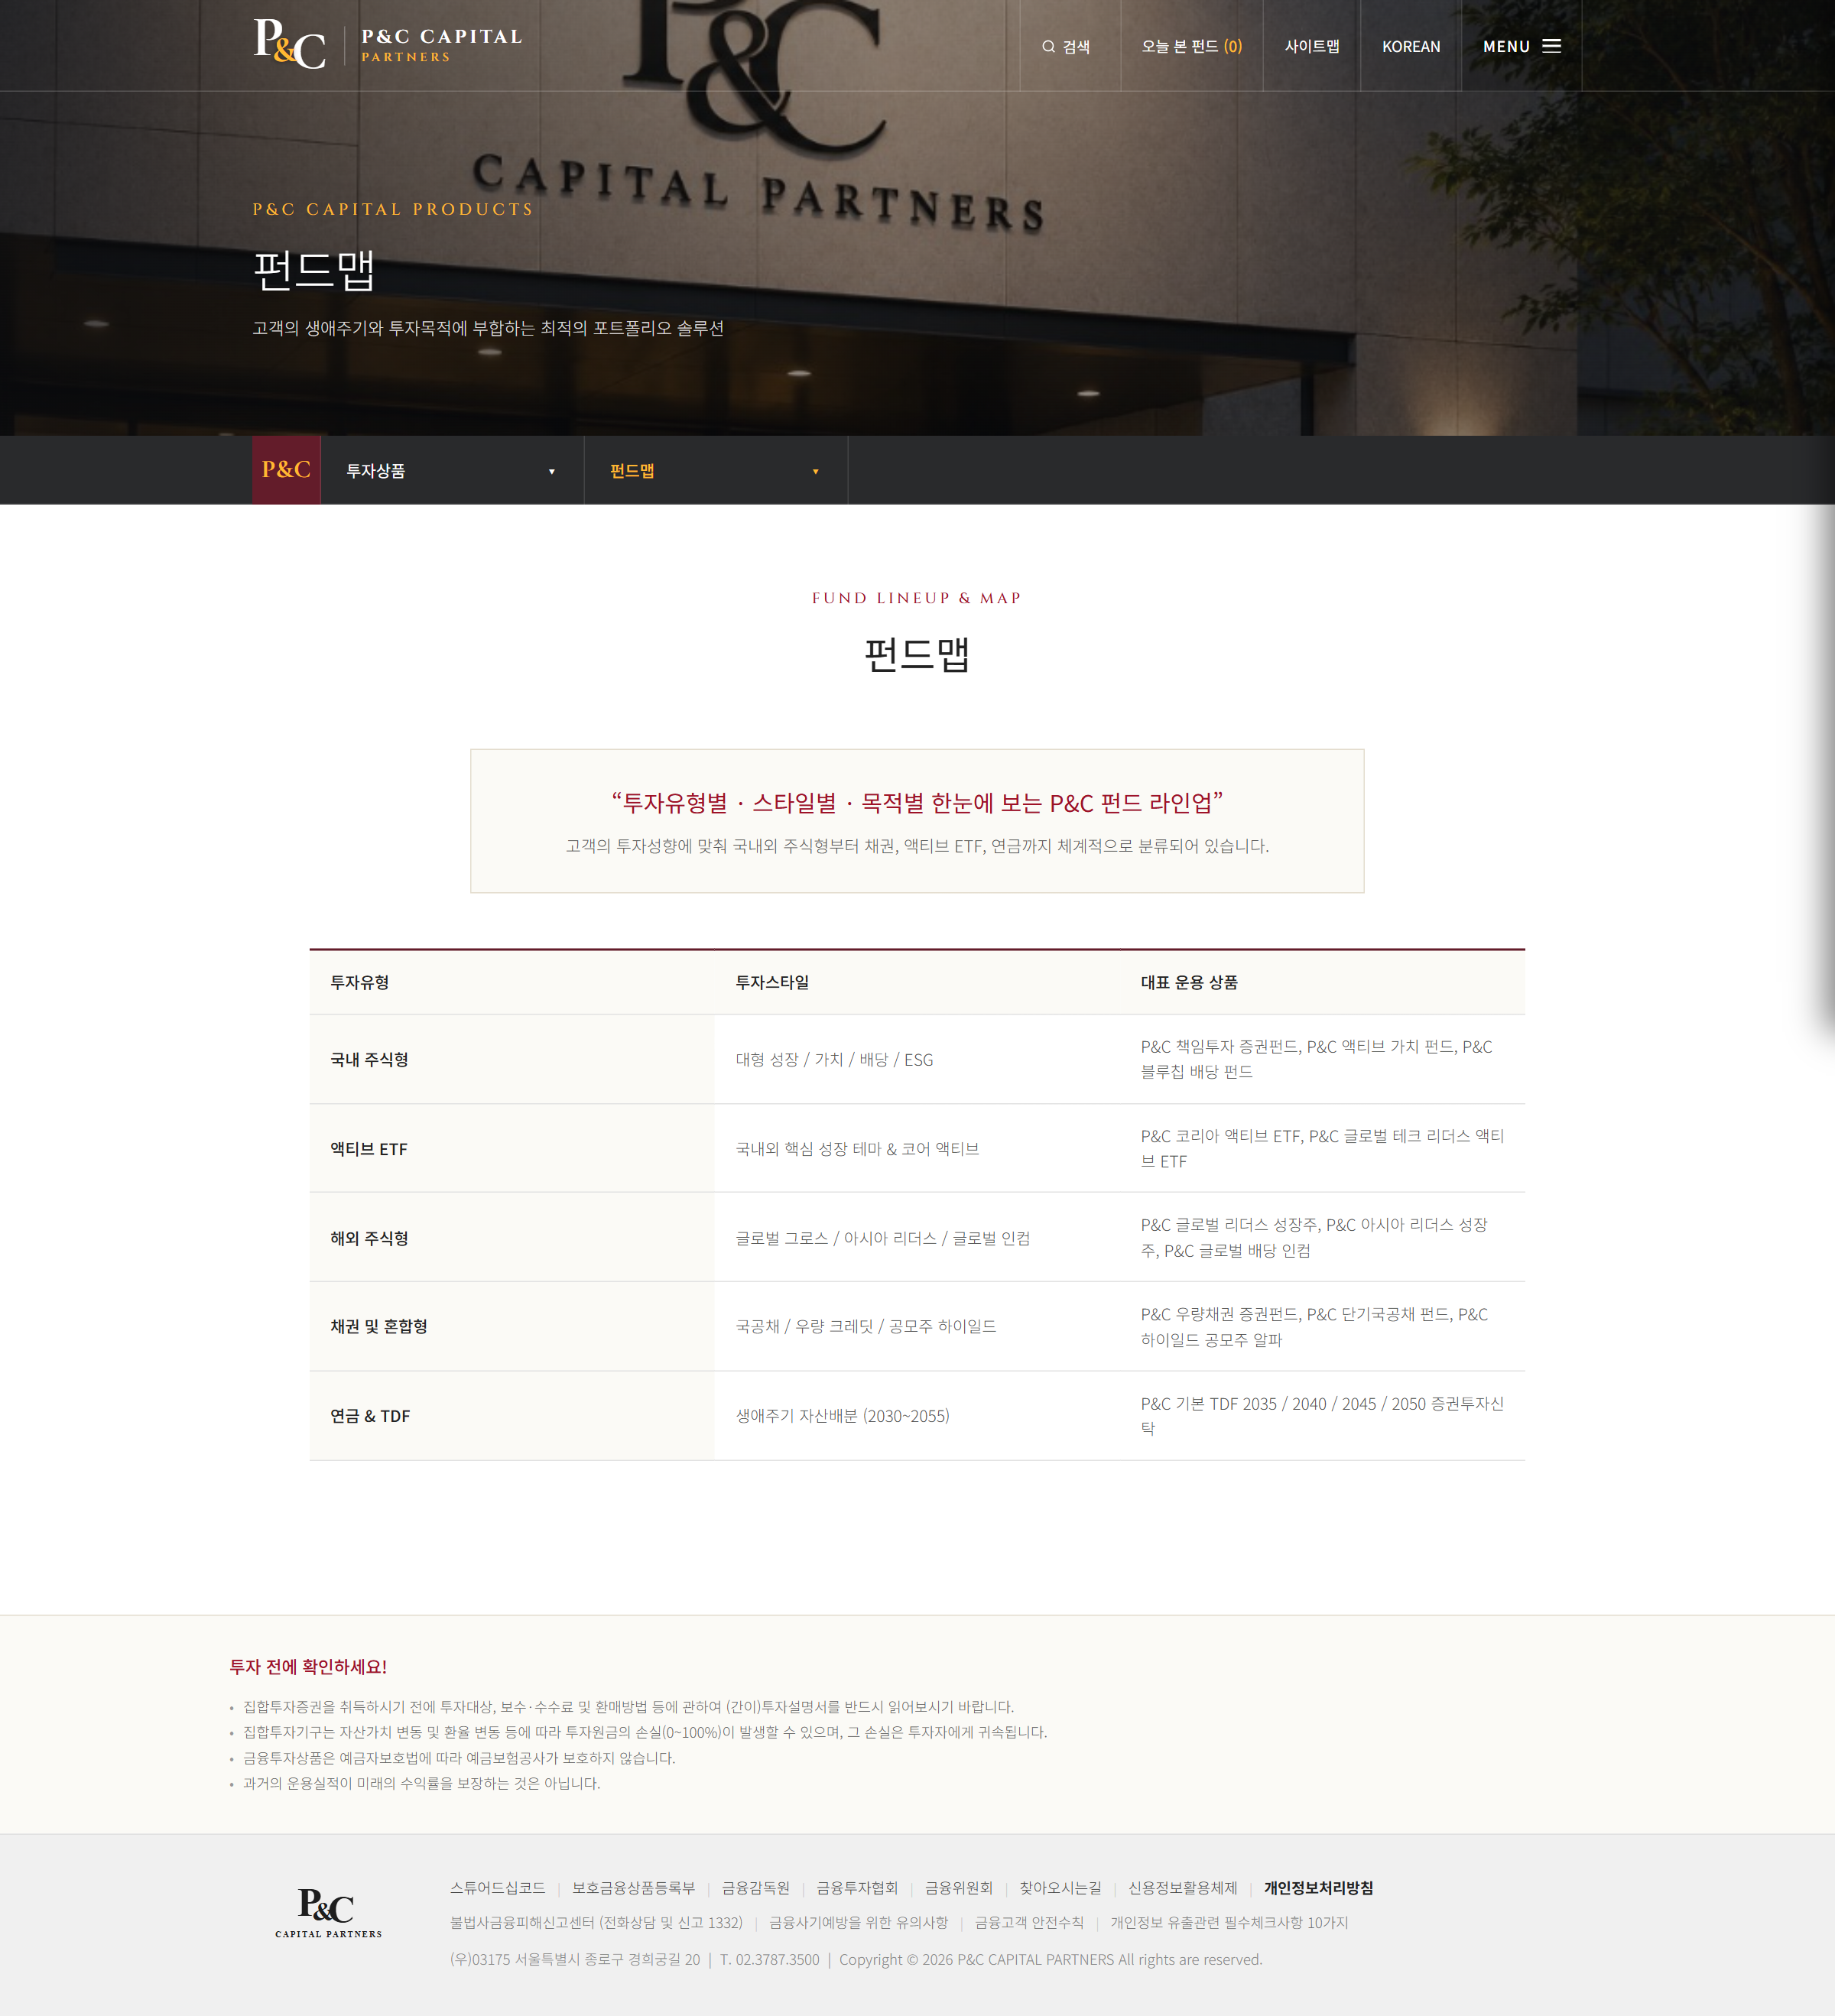 P&C
P&C CAPITAL
PARTNERS
검색
오늘 본 펀드 (0)
사이트맵
KOREAN
MENU
P&C
CAPITAL PARTNERS
P&C CAPITAL PRODUCTS
펀드맵
고객의 생애주기와 투자목적에 부합하는 최적의 포트폴리오 솔루션
P&C
투자상품
펀드맵
FUND LINEUP & MAP
펀드맵
“투자유형별 · 스타일별 · 목적별 한눈에 보는 P&C 펀드 라인업”
고객의 투자성향에 맞춰 국내외 주식형부터 채권, 액티브 ETF, 연금까지 체계적으로 분류되어 있습니다.
투자유형 투자스타일 대표 운용 상품
국내 주식형
대형 성장 / 가치 / 배당 / ESG
P&C 책임투자 증권펀드, P&C 액티브 가치 펀드, P&C
블루칩 배당 펀드
액티브 ETF
국내외 핵심 성장 테마 & 코어 액티브
P&C 코리아 액티브 ETF, P&C 글로벌 테크 리더스 액티
브 ETF
해외 주식형
글로벌 그로스 / 아시아 리더스 / 글로벌 인컴
P&C 글로벌 리더스 성장주, P&C 아시아 리더스 성장
주, P&C 글로벌 배당 인컴
채권 및 혼합형
국공채 / 우량 크레딧 / 공모주 하이일드
P&C 우량채권 증권펀드, P&C 단기국공채 펀드, P&C
하이일드 공모주 알파
연금 & TDF
생애주기 자산배분 (2030~2055)
P&C 기본 TDF 2035 / 2040 / 2045 / 2050 증권투자신
탁
투자 전에 확인하세요!
• 집합투자증권을 취득하시기 전에 투자대상, 보수·수수료 및 환매방법 등에 관하여 (간이)투자설명서를 반드시 읽어보시기 바랍니다.
• 집합투자기구는 자산가치 변동 및 환율 변동 등에 따라 투자원금의 손실(0~100%)이 발생할 수 있으며, 그 손실은 투자자에게 귀속됩니다.
• 금융투자상품은 예금자보호법에 따라 예금보험공사가 보호하지 않습니다.
• 과거의 운용실적이 미래의 수익률을 보장하는 것은 아닙니다.
P&C
CAPITAL PARTNERS
스튜어드십코드 | 보호금융상품등록부 | 금융감독원 | 금융투자협회 | 금융위원회 | 찾아오시는길 | 신용정보활용체제 | 개인정보처리방침
불법사금융피해신고센터 (전화상담 및 신고 1332) | 금융사기예방을 위한 유의사항 | 금융고객 안전수칙 | 개인정보 유출관련 필수체크사항 10가지
(우)03175 서울특별시 종로구 경희궁길 20 | T. 02.3787.3500 | Copyright © 2026 P&C CAPITAL PARTNERS All rights are reserved.